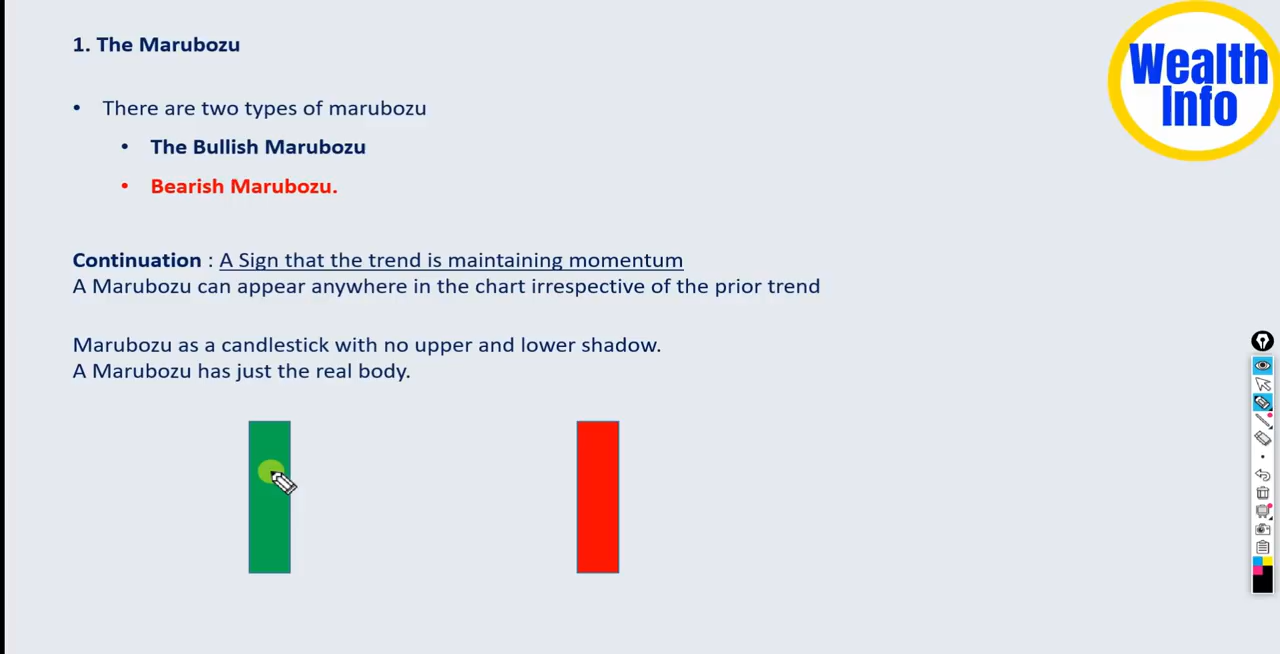 1. The Marubozu
Wealth
Info
• There are two types of marubozu
• The Bullish Marubozu
• Bearish Marubozu.
Continuation : A Sign that the trend is maintaining momentum
A Marubozu can appear anywhere in the chart irrespective of the prior trend
Marubozu as a candlestick with no upper and lower shadow.
A Marubozu has just the real body.